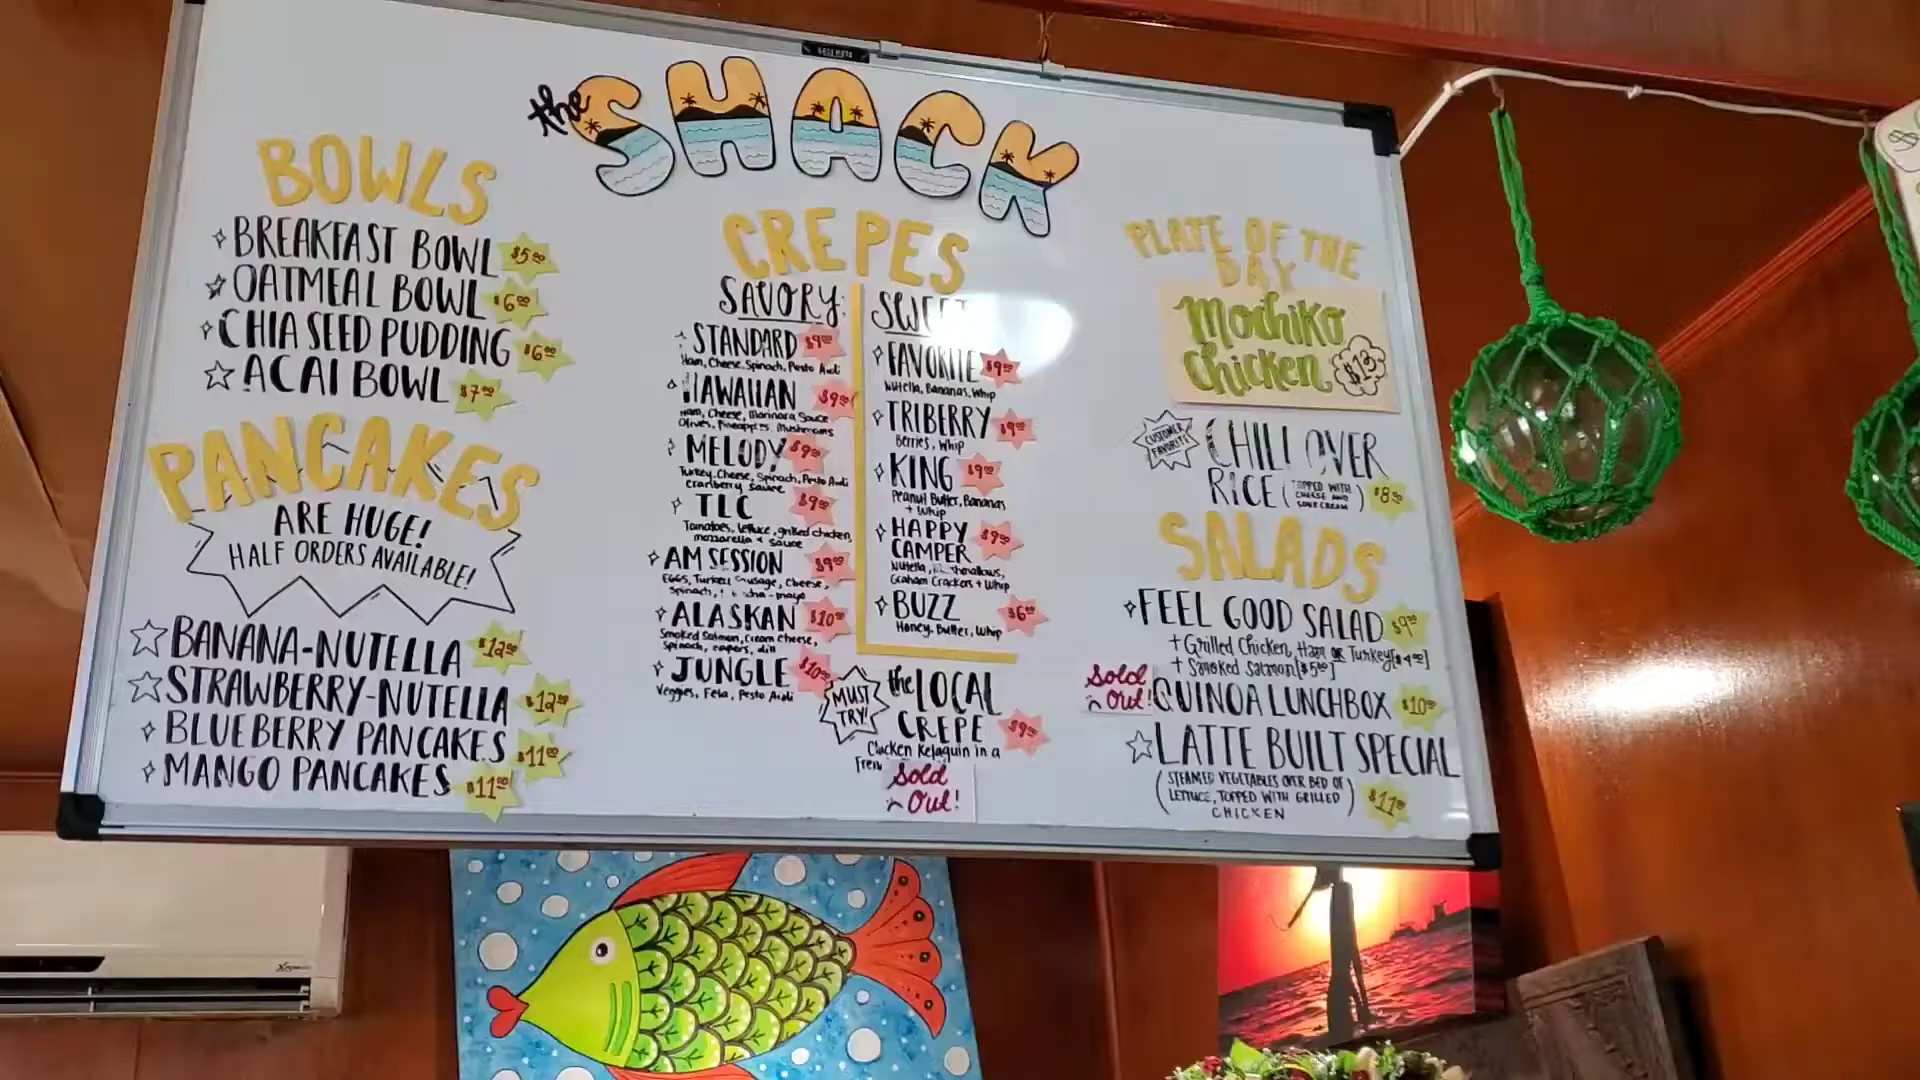 the SHACK
BOWLS
BREAKFAST BOWL $5.00
OATMEAL BOWL $6.00
CHIA SEED PUDDING $6.00
ACAI BOWL $7.00
PANCAKES
ARE HUGE!
HALF ORDERS AVAILABLE!
BANANA-NUTELLA $12.00
STRAWBERRY-NUTELLA $12.00
BLUEBERRY PANCAKES $11.00
MANGO PANCAKES $11.00
CREPES
SAVORY:
STANDARD $9.00
Ham, Cheese, Spinach, Pesto Aioli
HAWAIIAN $9.00
Ham, Cheese, Marinara Sauce
Olives, Pineapples, Mushrooms
MELODY $9.00
Turkey, Cheese, Spinach, Pesto Aioli
cranberry sauce
TLC $9.00
Tomatoes, lettuce, grilled chicken,
mozzarella + sauce
AM SESSION $9.00
EGGS, Turkey Sausage, Cheese,
Spinach, mayo
ALASKAN $10.00
Smoked Salmon, Cream cheese,
Spinach, capers, dill
JUNGLE $10.00
Veggies, Feta, Pesto Aioli
SWEET
FAVORITE $9.00
Nutella, Bananas, Whip
TRIBERRY $9.00
Berries, Whip
KING $9.00
Peanut Butter, Bananas
+ Whip
HAPPY
CAMPER $9.00
Nutella, Marshmallows,
Graham Crackers + Whip
BUZZ $6.00
Honey, Butter, Whip
MUST
TRY!
the LOCAL
CREPE $9.00
Chicken Kelaguin in a
Sold
Out!
PLATE OF THE
DAY
Mochiko
Chicken $13
CUSTOMER
FAVORITE!
CHILI OVER
RICE (TOPPED WITH
CHEESE AND
SOUR CREAM) $8.00
SALADS
FEEL GOOD SALAD $9.00
+ Grilled Chicken, Ham or Turkey [$4.00]
+ Smoked Salmon [$5.00]
Sold
Out!
QUINOA LUNCHBOX $10.00
LATTE BUILT SPECIAL
(STEAMED VEGETABLES OVER BED OF
LETTUCE, TOPPED WITH GRILLED
CHICKEN) $11.00